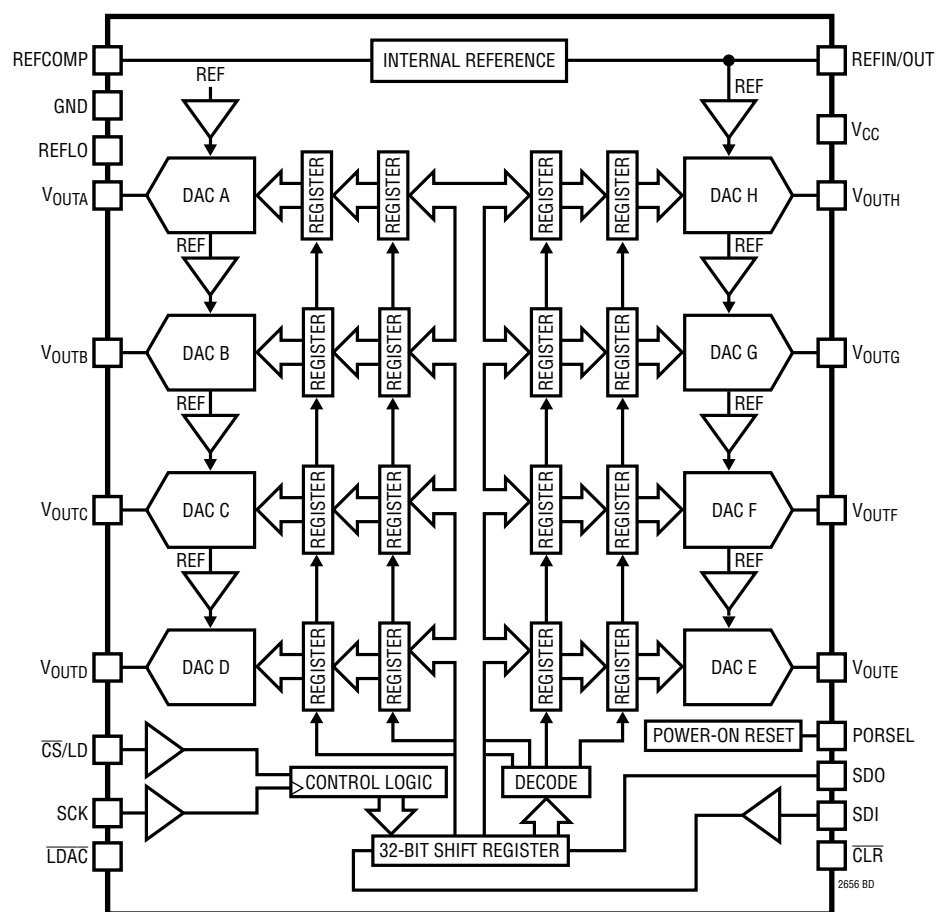 REFCOMP
INTERNAL REFERENCE
REFIN/OUT
REF
REF
GND
VCC
REFLO
VOUTA
DAC A
REGISTER
REGISTER
REGISTER
REGISTER
DAC H
VOUTH
REF
REF
VOUTB
DAC B
REGISTER
REGISTER
REGISTER
REGISTER
DAC G
VOUTG
REF
REF
VOUTC
DAC C
REGISTER
REGISTER
REGISTER
REGISTER
DAC F
VOUTF
REF
REF
VOUTD
DAC D
REGISTER
REGISTER
REGISTER
REGISTER
DAC E
VOUTE
CS/LD
POWER-ON RESET
PORSEL
CONTROL LOGIC
DECODE
SDO
SCK
SDI
LDAC
32-BIT SHIFT REGISTER
CLR
2656 BD